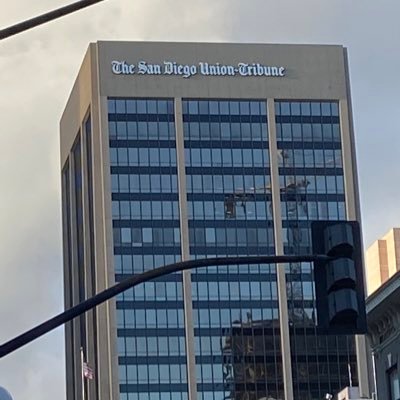 The San Diego Union-Tribune